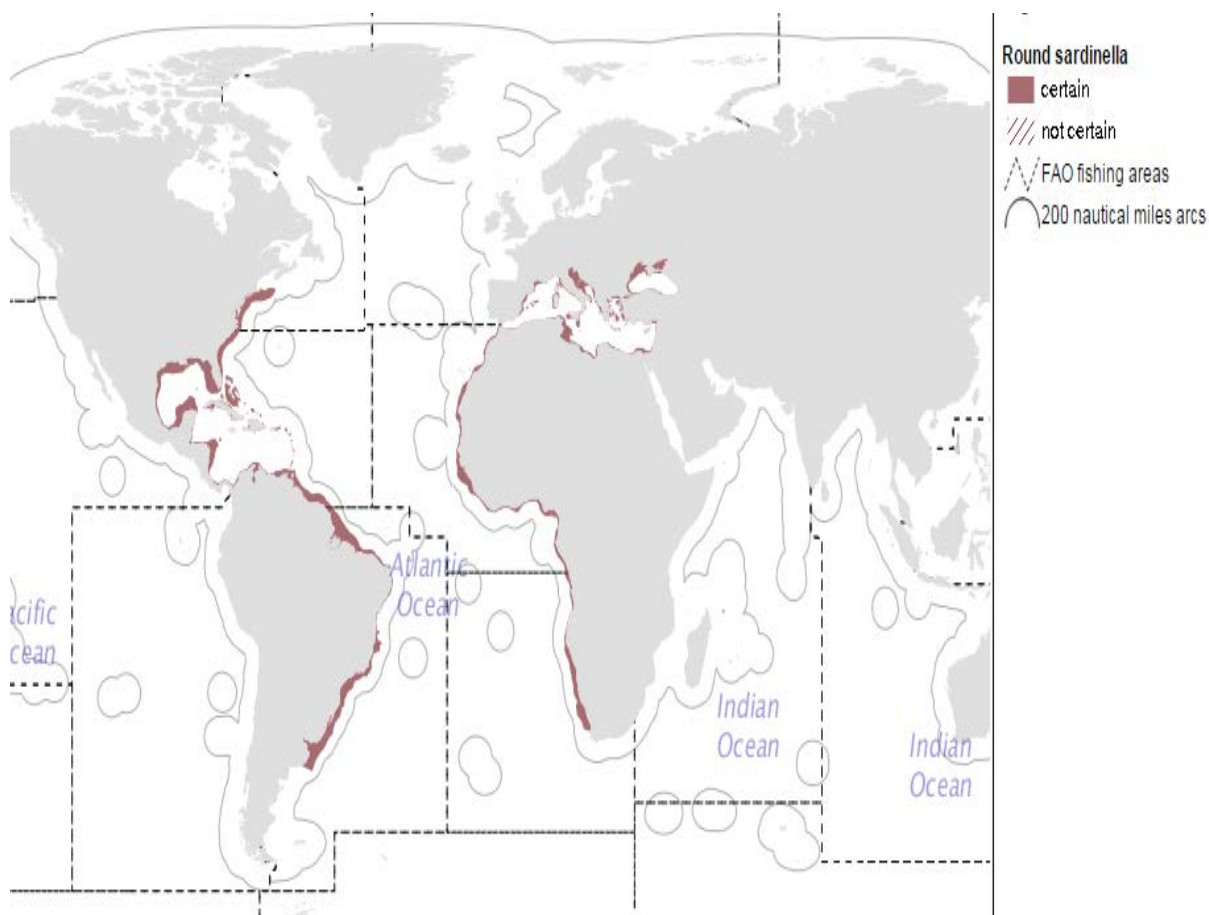 Round sardinella
certain
not certain
FAO fishing areas
200 nautical miles arcs
Atlantic
Ocean
acific
cean
Indian
Ocean
Indian
Ocean